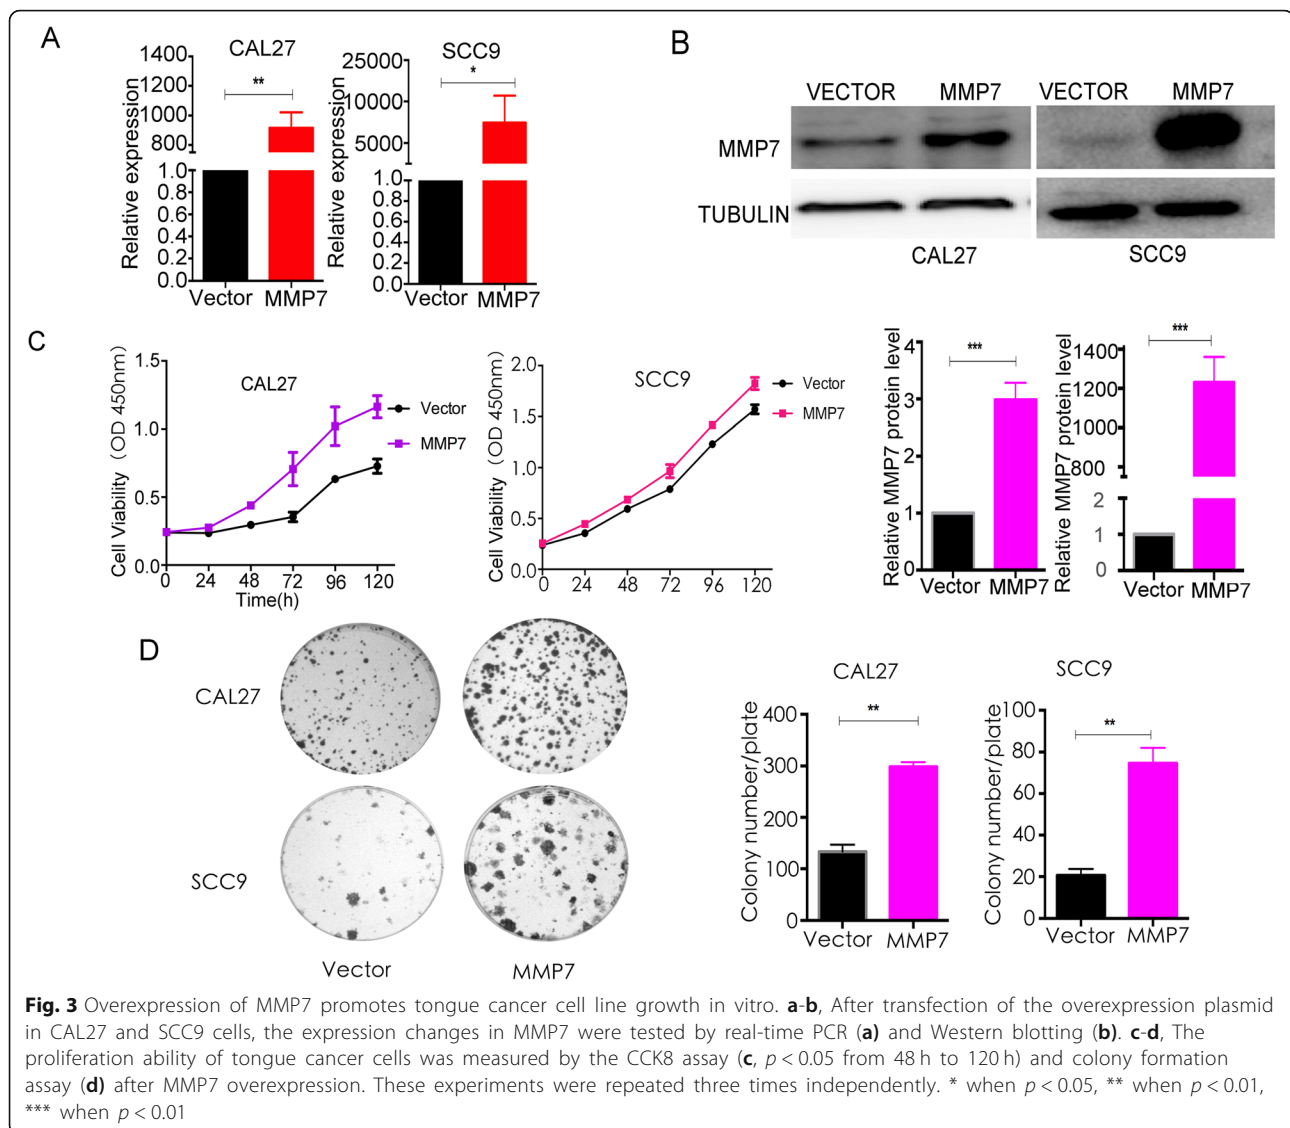 A
CAL27
Relative expression
1400
1200
1000
800
1.0
0.8
0.6
0.4
0.2
0.0
**
Vector MMP7
SCC9
Relative expression
25000
10000
5000
1.0
0.8
0.6
0.4
0.2
0.0
*
Vector MMP7
B
VECTOR MMP7 VECTOR MMP7
MMP7
TUBULIN
CAL27 SCC9
Relative MMP7 protein level
4
3
2
1
0
***
Vector MMP7
Relative MMP7 protein level
1400
1200
1000
800
2
1
0
***
Vector MMP7
C
CAL27
Cell Viability (OD 450nm)
1.5
1.0
0.5
0.0
0 24 48 72 96 120
Time(h)
Vector
MMP7
SCC9
Cell Viability (OD 450nm)
2.0
1.5
1.0
0.5
0.0
0 24 48 72 96 120
Vector
MMP7
D
CAL27
SCC9
Vector MMP7
CAL27
Colony number/plate
400
300
200
100
0
**
Vector MMP7
SCC9
Colony number/plate
100
80
60
40
20
0
**
Vector MMP7
Fig. 3 Overexpression of MMP7 promotes tongue cancer cell line growth in vitro. a-b, After transfection of the overexpression plasmid
in CAL27 and SCC9 cells, the expression changes in MMP7 were tested by real-time PCR (a) and Western blotting (b). c-d, The
proliferation ability of tongue cancer cells was measured by the CCK8 assay (c, p < 0.05 from 48 h to 120 h) and colony formation
assay (d) after MMP7 overexpression. These experiments were repeated three times independently. * when p < 0.05, ** when p < 0.01,
*** when p < 0.01